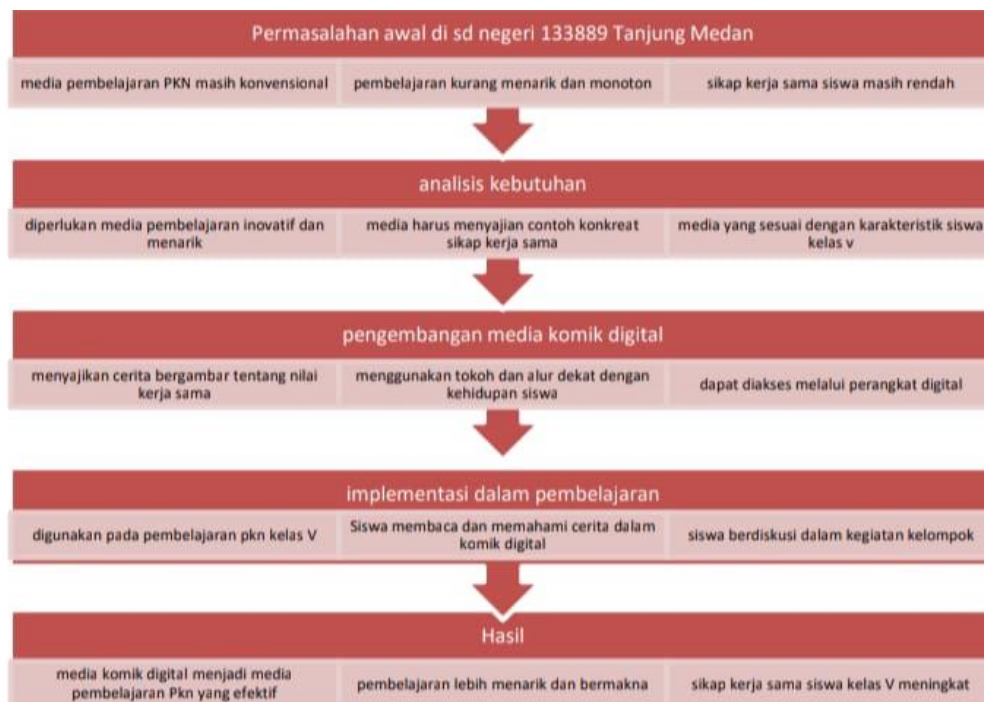 Permasalahan awal di sd negeri 133889 Tanjung Medan
media pembelajaran PKN masih konvensional
pembelajaran kurang menarik dan monoton
sikap kerja sama siswa masih rendah
analisis kebutuhan
diperlukan media pembelajaran inovatif dan
menarik
media harus menyajian contoh konkreat
sikap kerja sama
media yang sesuai dengan karakteristik siswa
kelas v
pengembangan media komik digital
menyajikan cerita bergambar tentang nilai
kerja sama
menggunakan tokoh dan alur dekat dengan
kehidupan siswa
dapat diakses melalui perangkat digital
implementasi dalam pembelajaran
digunakan pada pembelajaran pkn kelas V
Siswa membaca dan memahami cerita dalam
komik digital
siswa berdiskusi dalam kegiatan kelompok
Hasil
media komik digital menjadi media
pembelajaran Pkn yang efektif
pembelajaran lebih menarik dan bermakna
sikap kerja sama siswa kelas V meningkat